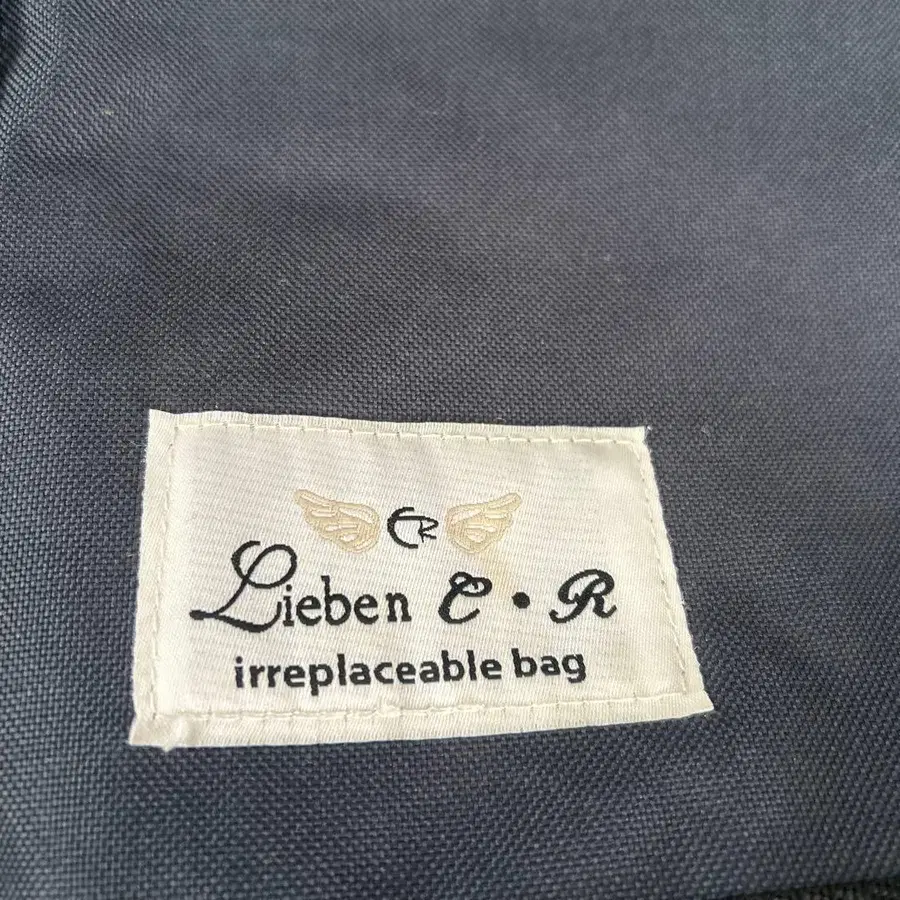 CR
Lieben C • R
irreplaceable bag